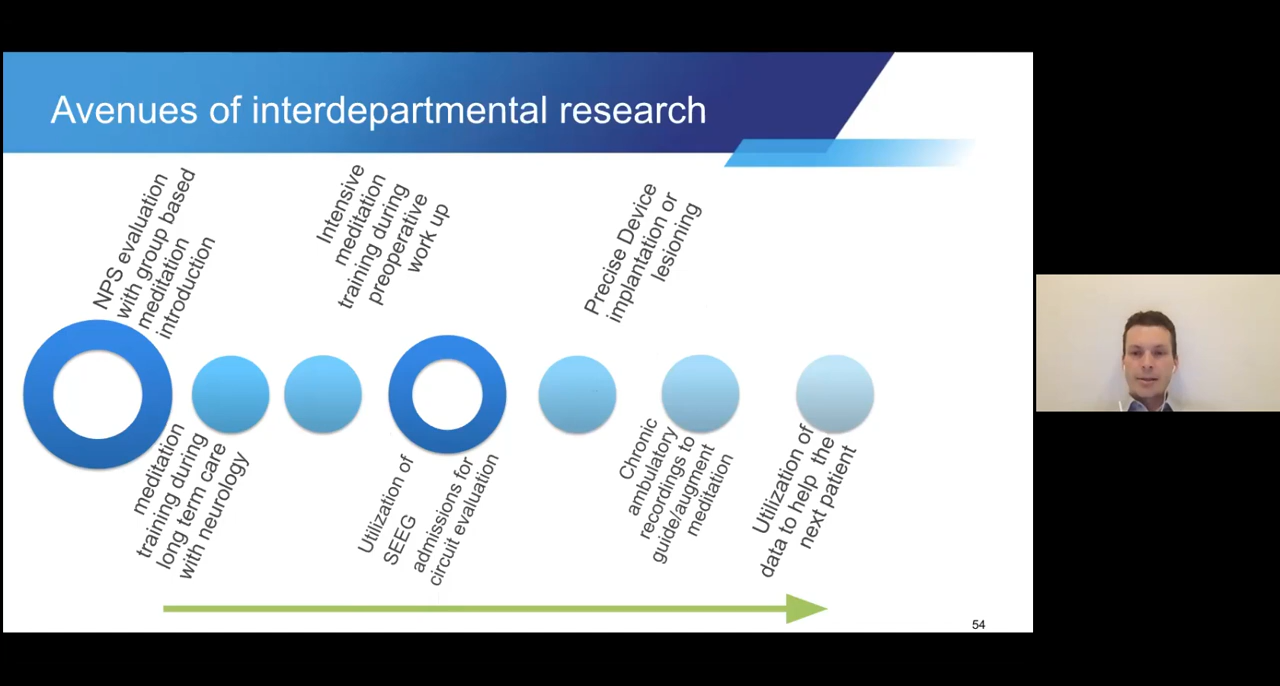 Avenues of interdepartmental research
NPS evaluation
with group based
meditation
introduction
meditation
training during
long term care
with neurology
Intensive
meditation
training during
preoperative
work up
Utilization of
SEEG
admissions for
circuit evaluation
Precise Device
implantation or
lesioning
Chronic
ambulatory
recordings to
guide/augment
meditation
Utilization of
data to help the
next patient
54